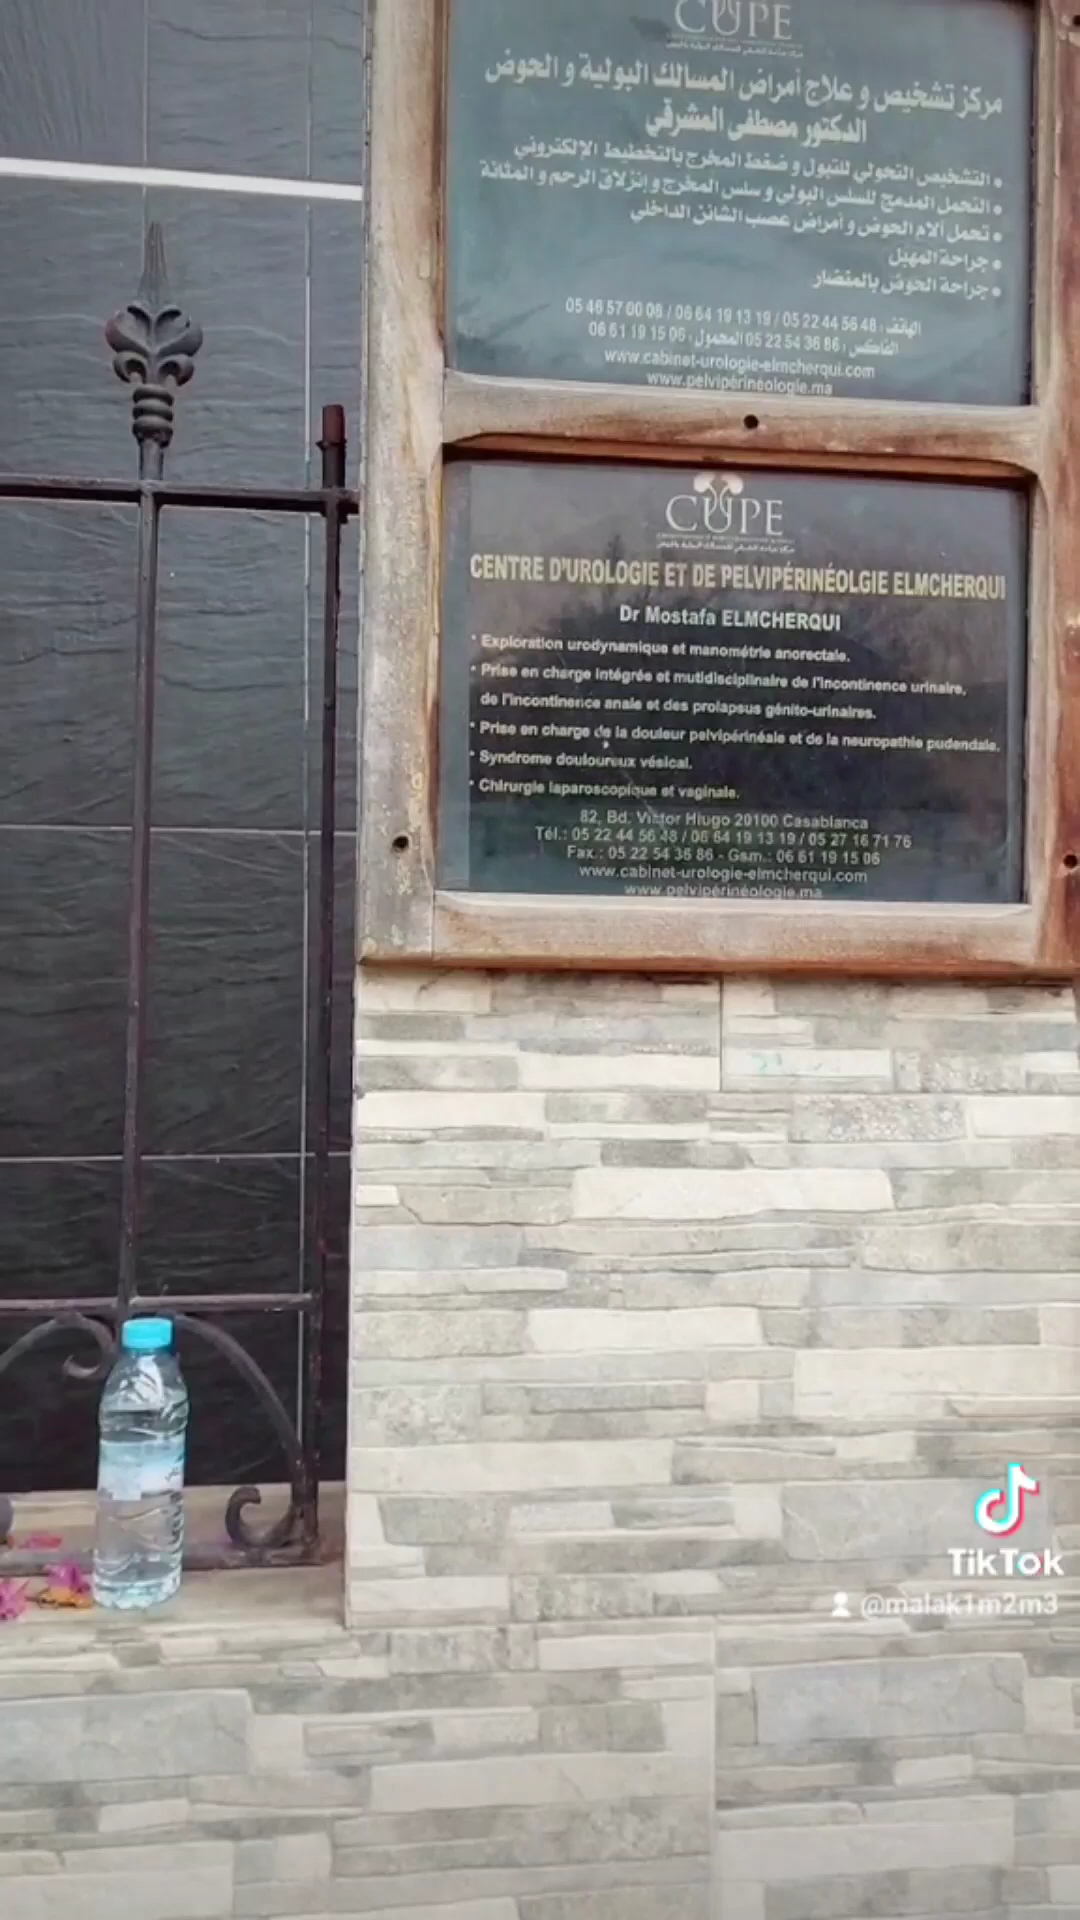 CUPE
مركز تشخيص و علاج أمراض المسالك البولية و الحوض
الدكتور مصطفى المشرقي
• التشخيص التحولي للتبول و ضغط المخرج بالتخطيط الإلكتروني
• التحمل المدمج للسلس البولي و سلس المخرج و إنزلاق الرحم و المثانة
• تحمل آلام الحوض و أمراض عصب الشائن الداخلي
• جراحة المهبل
• جراحة الحوض بالمنضار
الهاتف : 05 22 44 56 48 / 06 64 19 13 19 / 05 46 57 00 08
الفاكس : 05 22 54 36 86 المحمول : 06 61 19 15 06
www.cabinet-urologie-elmcherqui.com
www.pelvipérinéologie.ma
CUPE
CENTRE D'UROLOGIE ET DE PELVIPÉRINÉOLGIE ELMCHERQUI
Dr Mostafa ELMCHERQUI
* Exploration urodynamique et manométrie anorectale.
* Prise en charge intégrée et mutidisciplinaire de l'incontinence urinaire,
de l'incontinence anale et des prolapsus génito-urinaires.
* Prise en charge de la douleur pelvipérinéale et de la neuropathie pudendale.
* Syndrome douloureux vésical.
* Chirurgie laparoscopique et vaginale.
82, Bd. Victor Hiugo 20100 Casablanca
Tél.: 05 22 44 56 48 / 06 64 19 13 19 / 05 27 16 71 76
Fax.: 05 22 54 36 86 - Gsm.: 06 61 19 15 06
www.cabinet-urologie-elmcherqui.com
www.pelvipérinéologie.ma
TikTok
@malak1m2m3